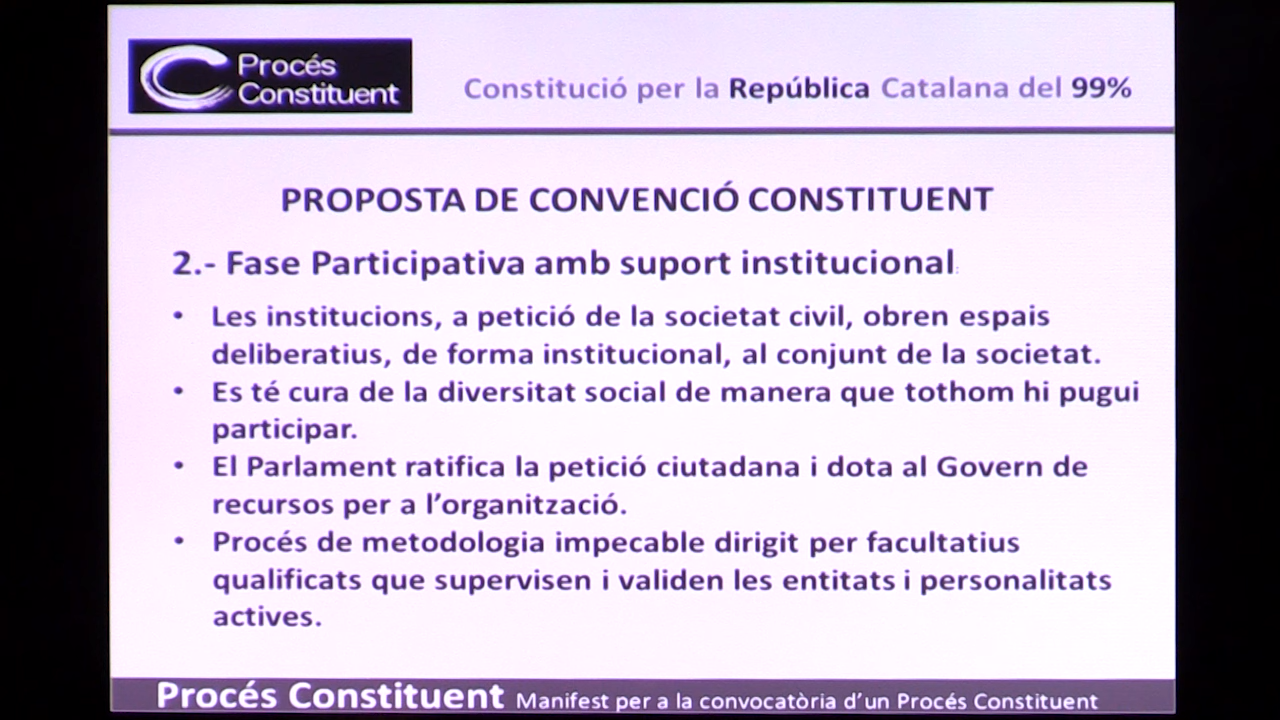 Procés
Constituent
Constitució per la República Catalana del 99%
PROPOSTA DE CONVENCIÓ CONSTITUENT
2.- Fase Participativa amb suport institucional:
• Les institucions, a petició de la societat civil, obren espais
deliberatius, de forma institucional, al conjunt de la societat.
• Es té cura de la diversitat social de manera que tothom hi pugui
participar.
• El Parlament ratifica la petició ciutadana i dota al Govern de
recursos per a l’organització.
• Procés de metodologia impecable dirigit per facultatius
qualificats que supervisen i validen les entitats i personalitats
actives.
Procés Constituent Manifest per a la convocatòria d’un Procés Constituent